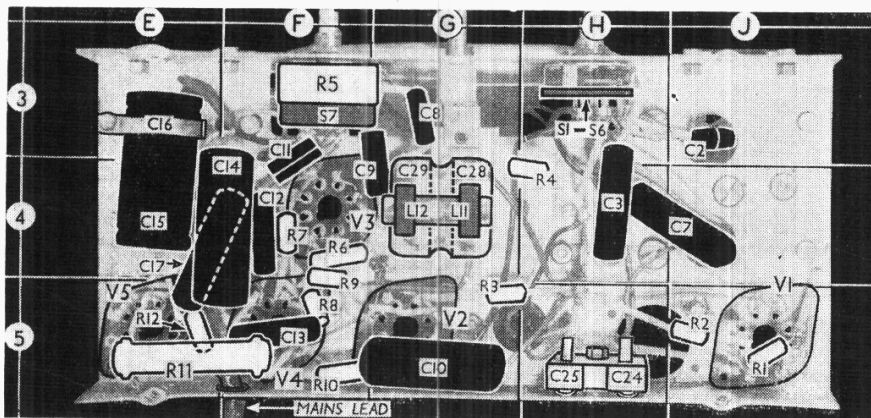 E F G H J
3
R5
S7
C8
S1 – S6
C16
C2
C11
C14
C9
C29
C28
R4
C12
C3
4
L12
L11
C7
C15
R7
V3
R6
C17
R9
R3
V5
R8
V1
R12
V2
R2
5
C13
R11
C10
R1
V4
R10
C25
C24
MAINS LEAD